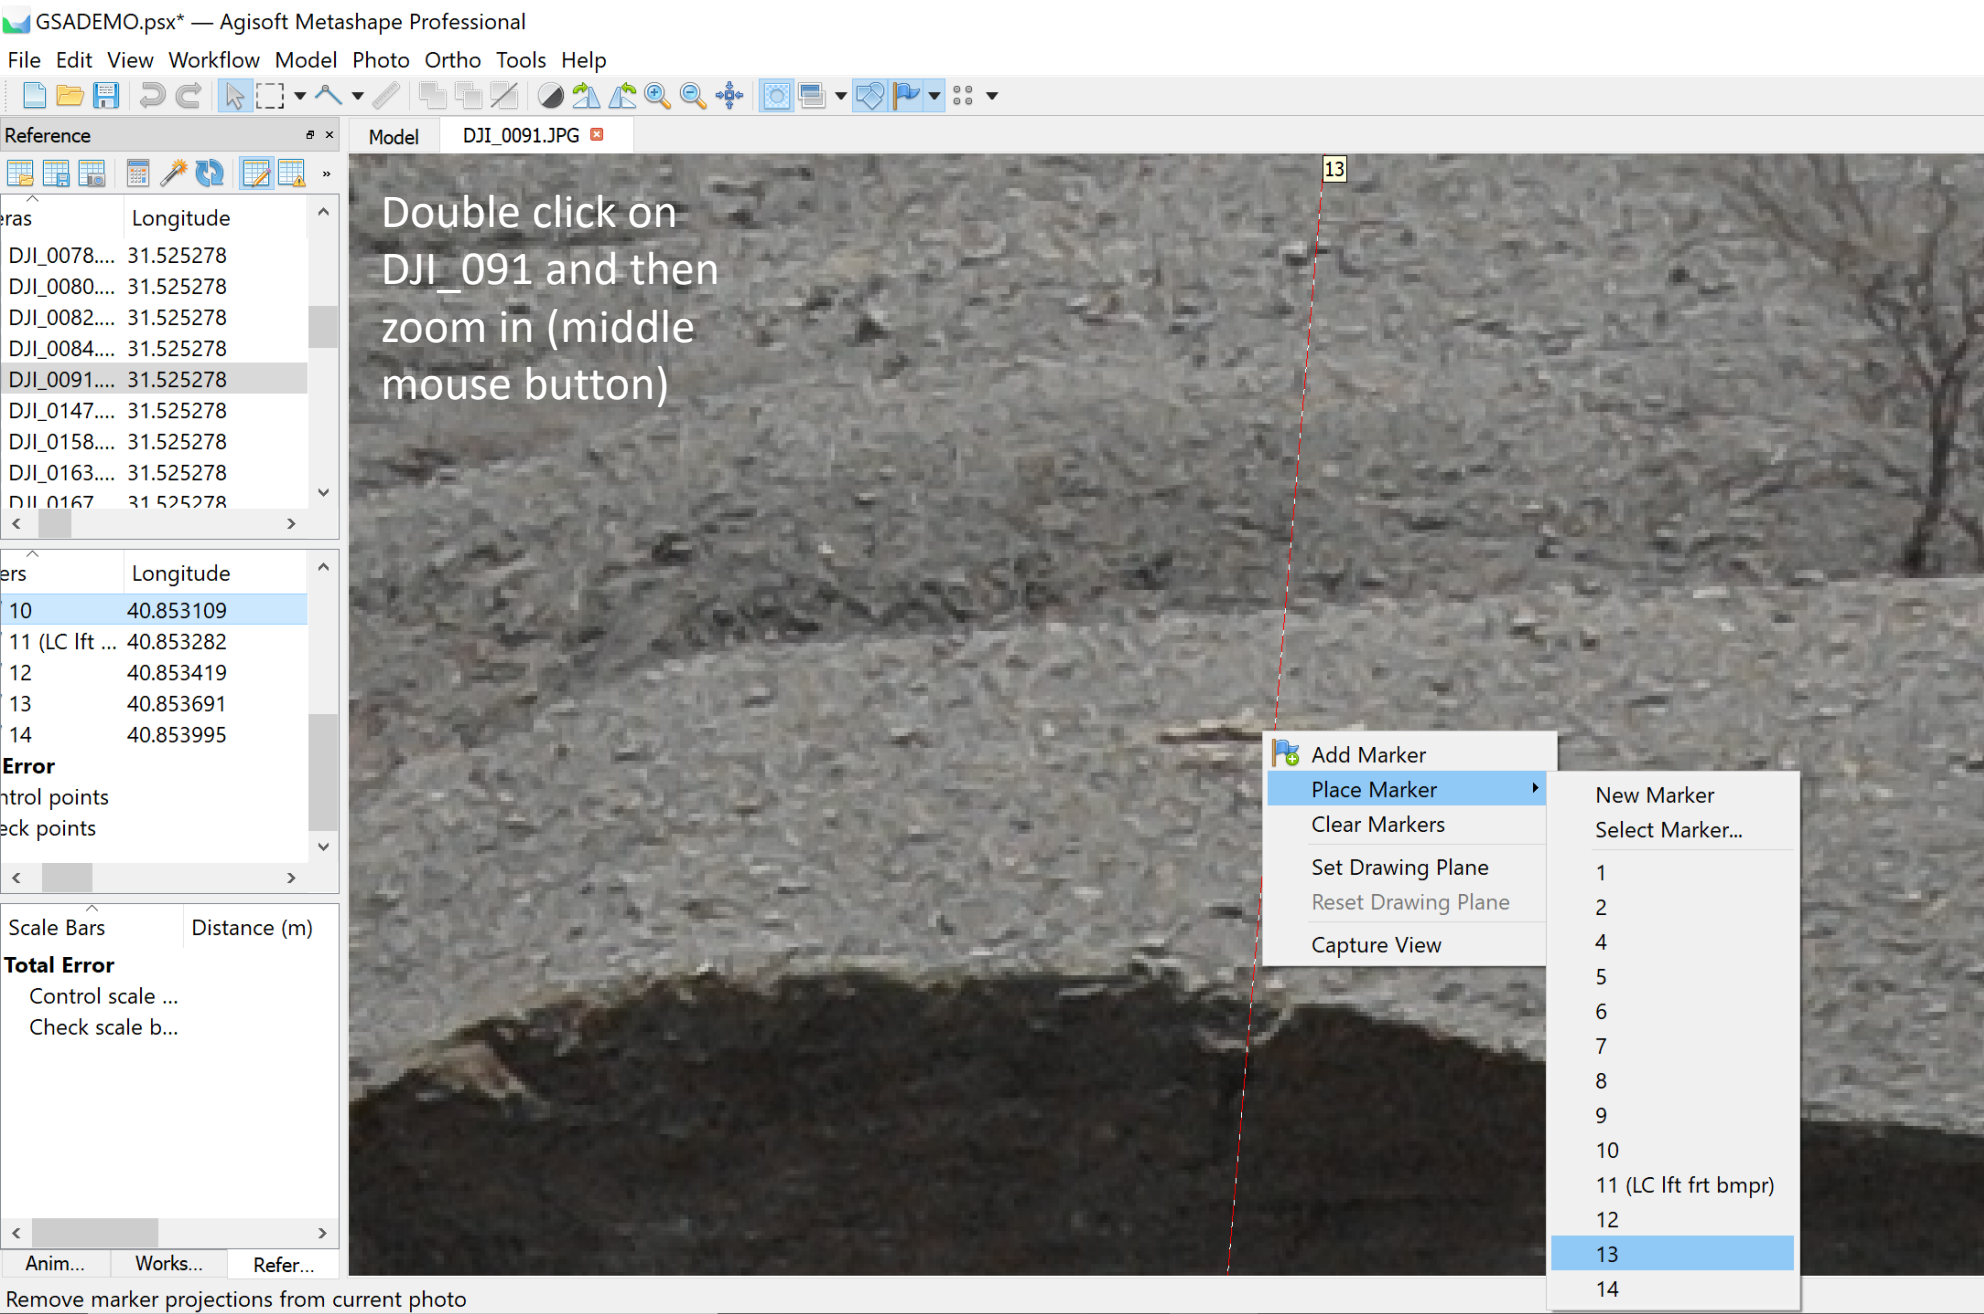 GSADEMO.psx* — Agisoft Metashape Professional
File Edit View Workflow Model Photo Ortho Tools Help
Reference
Model DJI_0091.JPG
eras Longitude
DJI_0078.... 31.525278
DJI_0080.... 31.525278
DJI_0082.... 31.525278
DJI_0084.... 31.525278
DJI_0091.... 31.525278
DJI_0147.... 31.525278
DJI_0158.... 31.525278
DJI_0163.... 31.525278
DJI_0167 31.525278
ers Longitude
10 40.853109
11 (LC lft ... 40.853282
12 40.853419
13 40.853691
14 40.853995
Error
ntrol points
eck points
Scale Bars Distance (m)
Total Error
Control scale ...
Check scale b...
Anim... Works... Refer...
Remove marker projections from current photo
Double click on
DJI_091 and then
zoom in (middle
mouse button)
13
Add Marker
Place Marker
Clear Markers
Set Drawing Plane
Reset Drawing Plane
Capture View
New Marker
Select Marker...
1
2
4
5
6
7
8
9
10
11 (LC lft frt bmpr)
12
13
14